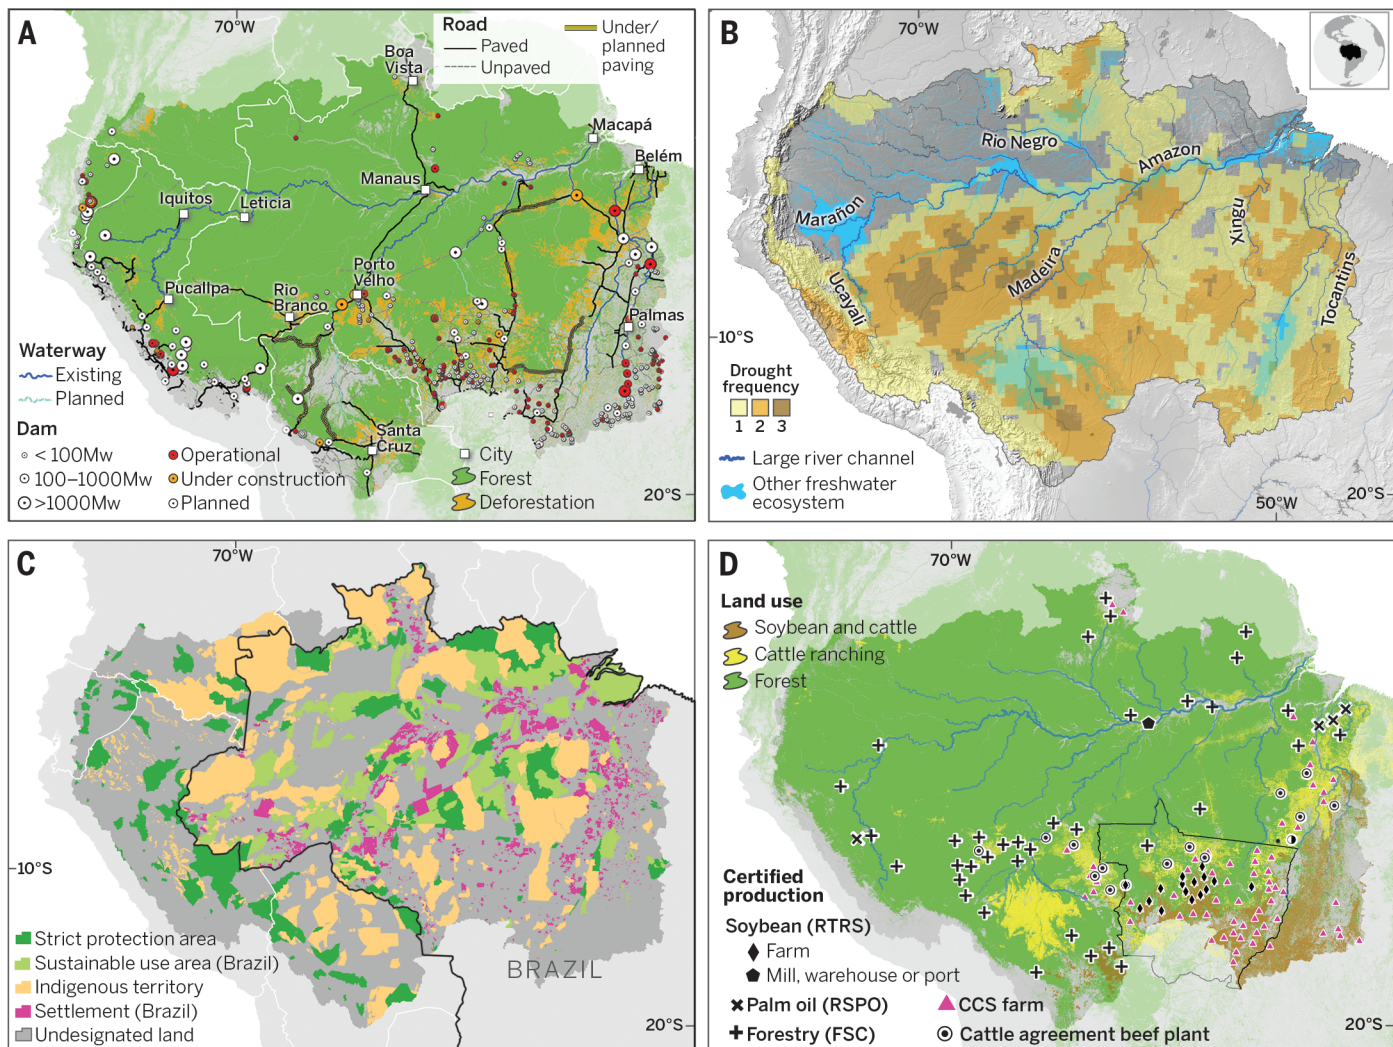 A
70°W
Road
Paved
Unpaved
Under/
planned
paving
Boa
Vista
Macapá
Belém
Manaus
Iquitos
Leticia
Porto
Velho
Pucallpa
Rio
Branco
Palmas
Santa
Cruz
Waterway
Existing
Planned
Dam
< 100Mw
100–1000Mw
>1000Mw
Operational
Under construction
Planned
City
Forest
Deforestation
20°S
B
70°W
Rio Negro
Amazon
Marañon
Xingu
Madeira
Ucayali
Tocantins
10°S
Drought
frequency
1 2 3
Large river channel
Other freshwater
ecosystem
50°W
20°S
C
70°W
10°S
Strict protection area
Sustainable use area (Brazil)
Indigenous territory
Settlement (Brazil)
Undesignated land
BRAZIL
20°S
D
70°W
Land use
Soybean and cattle
Cattle ranching
Forest
Certified
production
Soybean (RTRS)
Farm
Mill, warehouse or port
Palm oil (RSPO)
Forestry (FSC)
CCS farm
Cattle agreement beef plant
20°S